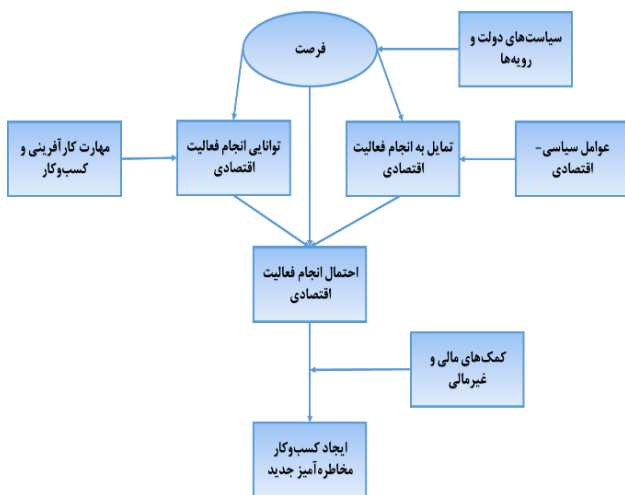 فرصت
سیاست‌های دولت و
رویه‌ها
مهارت کارآفرینی و
کسب‌وکار
توانایی انجام فعالیت
اقتصادی
تمایل به انجام فعالیت
اقتصادی
عوامل سیاسی-
اقتصادی
احتمال انجام فعالیت
اقتصادی
کمک‌های مالی و
غیرمالی
ایجاد کسب‌وکار
مخاطره‌آمیز جدید